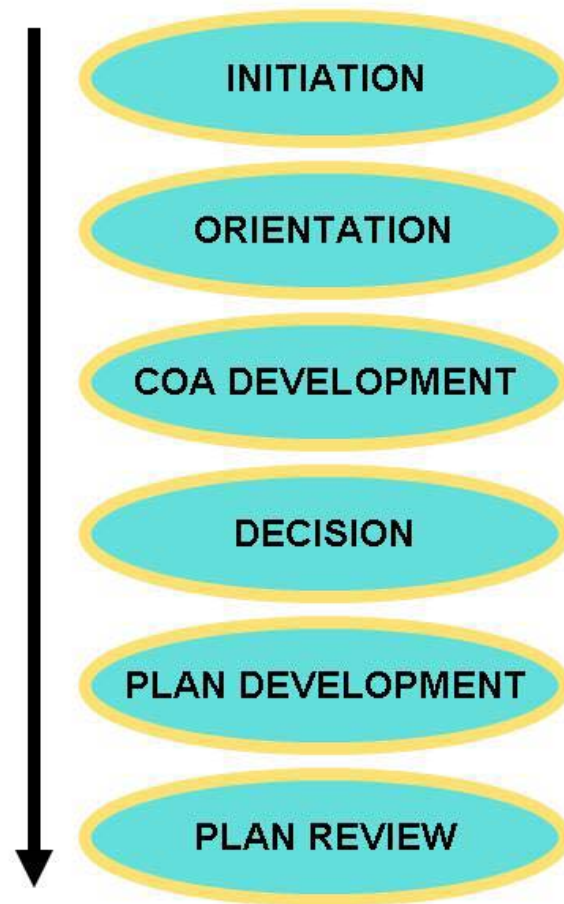 INITIATION
ORIENTATION
COA DEVELOPMENT
DECISION
PLAN DEVELOPMENT
PLAN REVIEW